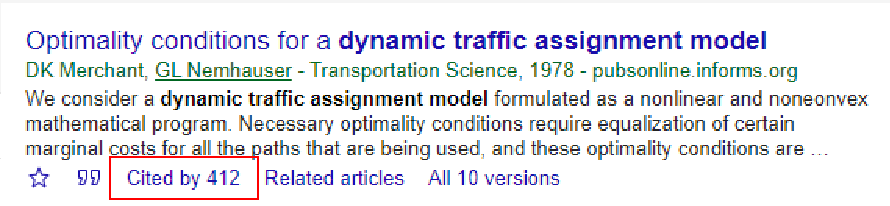 Optimality conditions for a dynamic traffic assignment model
DK Merchant, GL Nemhauser - Transportation Science, 1978 - pubsonline.informs.org
We consider a dynamic traffic assignment model formulated as a nonlinear and noneonvex
mathematical program. Necessary optimality conditions require equalization of certain
marginal costs for all the paths that are being used, and these optimality conditions are ...
Cited by 412 Related articles All 10 versions